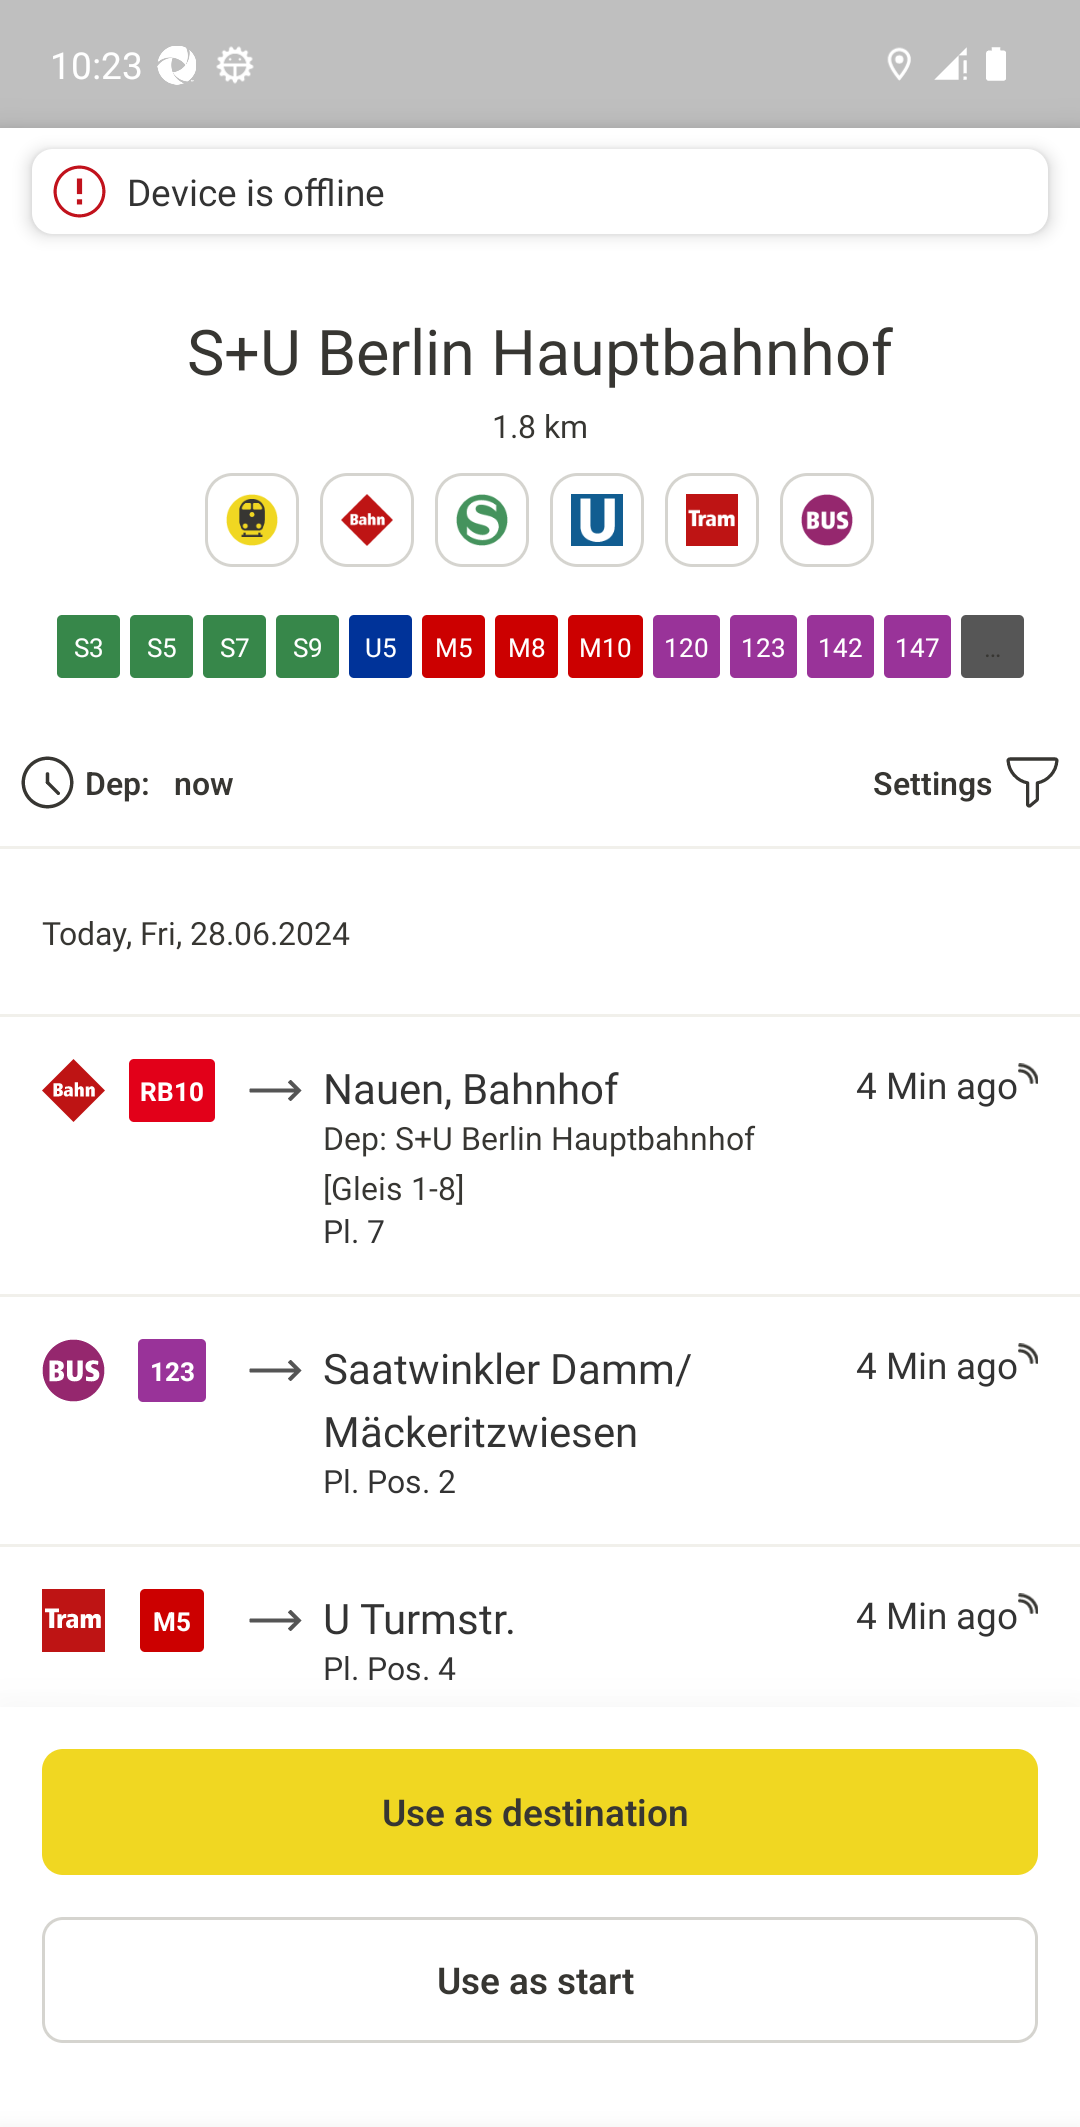 10:23
Device is offline
S+U Berlin Hauptbahnhof
1.8 km
Bahn S U Tram BUS
S3 S5 S7 S9 U5 M5 M8 M10 120 123 142 147 ...
Dep: now Settings
Today, Fri, 28.06.2024
Bahn RB10 Nauen, Bahnhof 4 Min ago
Dep: S+U Berlin Hauptbahnhof
[Gleis 1-8]
Pl. 7
BUS 123 Saatwinkler Damm/ 4 Min ago
Mäckeritzwiesen
Pl. Pos. 2
Tram M5 U Turmstr. 4 Min ago
Pl. Pos. 4
Use as destination
Use as start